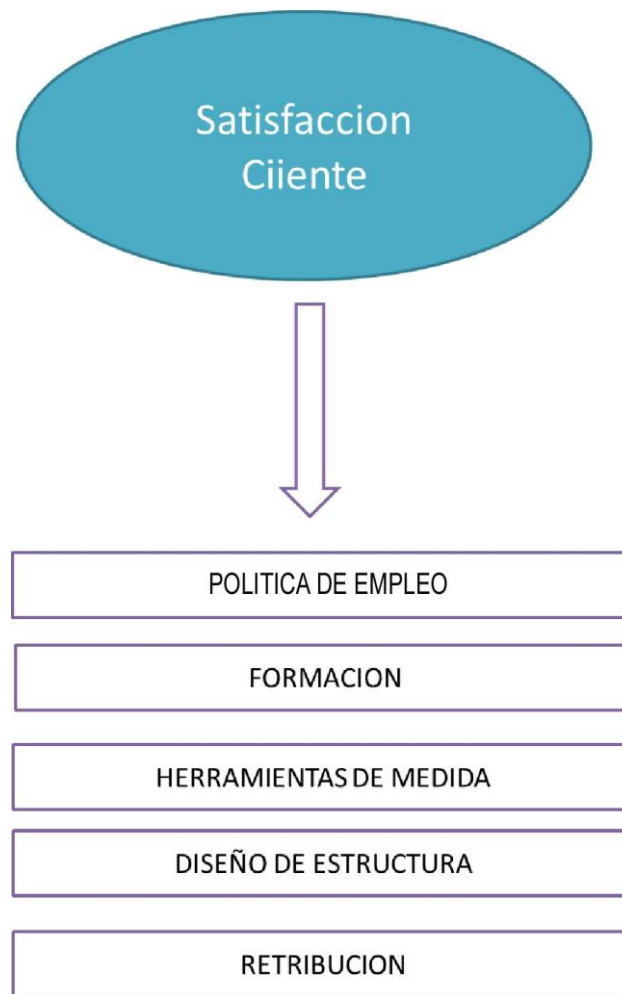 Satisfaccion
Ciiente
POLITICA DE EMPLEO
FORMACION
HERRAMIENTAS DE MEDIDA
DISEÑO DE ESTRUCTURA
RETRIBUCION